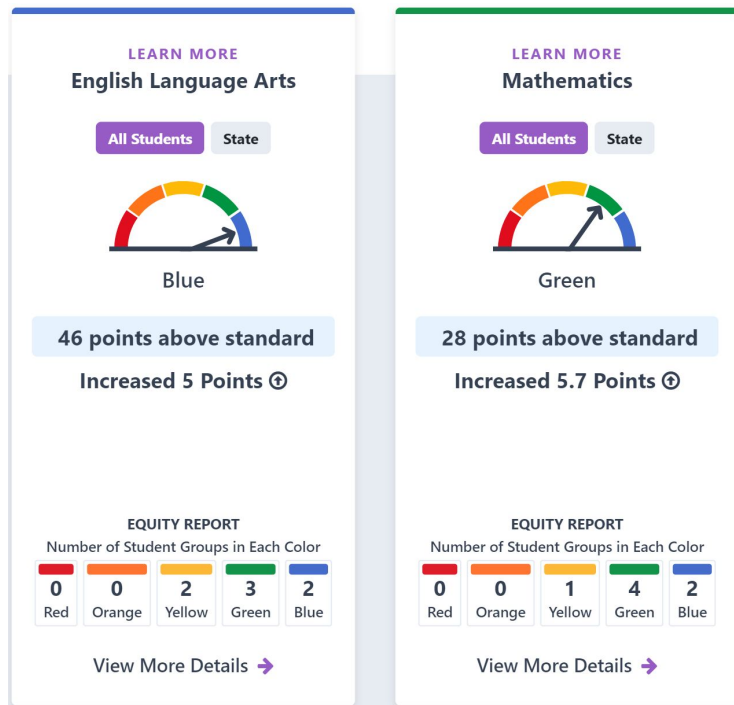 LEARN MORE
English Language Arts
All Students State
Blue
46 points above standard
Increased 5 Points
EQUITY REPORT
Number of Student Groups in Each Color
0 0 2 3 2
Red Orange Yellow Green Blue
View More Details
LEARN MORE
Mathematics
All Students State
Green
28 points above standard
Increased 5.7 Points
EQUITY REPORT
Number of Student Groups in Each Color
0 0 1 4 2
Red Orange Yellow Green Blue
View More Details